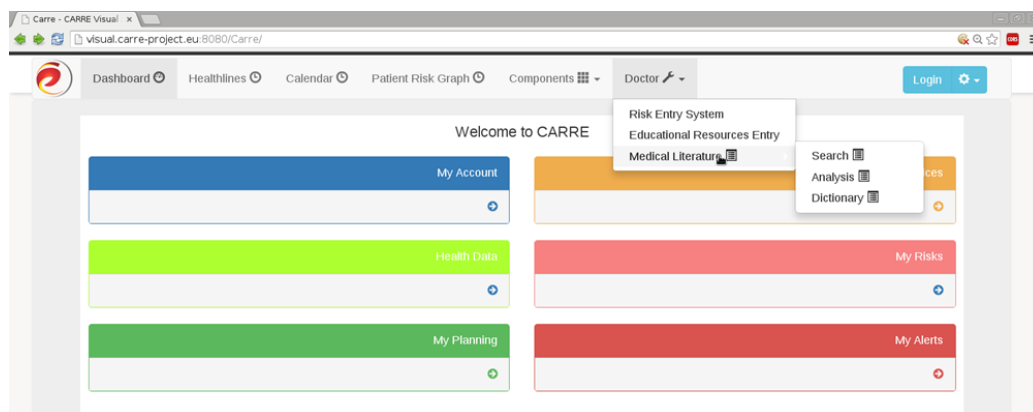 Carre - CARRE Visual
visual.carre-project.eu:8080/Carre/
Dashboard Healthlines Calendar Patient Risk Graph Components Doctor Login
Risk Entry System
Educational Resources Entry
Medical Literature
Search
Analysis
Dictionary
Welcome to CARRE
My Account
ces
Health Data
My Risks
My Planning
My Alerts